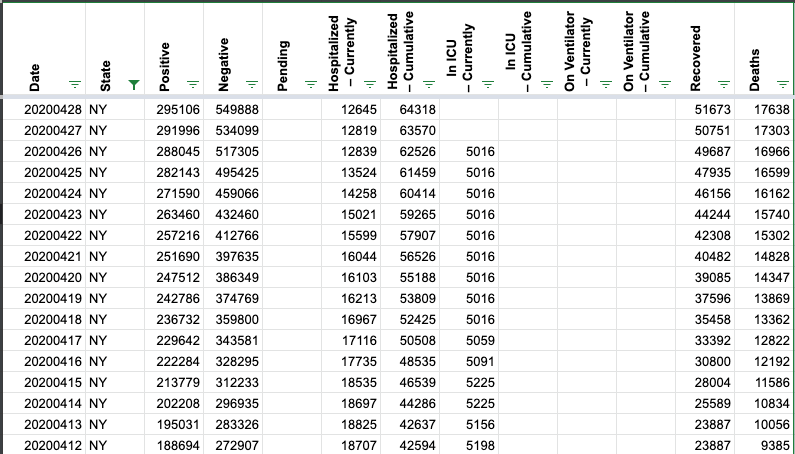 Date State Positive Negative Pending Hospitalized – Currently Hospitalized – Cumulative In ICU – Currently In ICU – Cumulative On Ventilator – Currently On Ventilator – Cumulative Recovered Deaths
20200428 NY 295106 549888 12645 64318 51673 17638
20200427 NY 291996 534099 12819 63570 50751 17303
20200426 NY 288045 517305 12839 62526 5016 49687 16966
20200425 NY 282143 495425 13524 61459 5016 47935 16599
20200424 NY 271590 459066 14258 60414 5016 46156 16162
20200423 NY 263460 432460 15021 59265 5016 44244 15740
20200422 NY 257216 412766 15599 57907 5016 42308 15302
20200421 NY 251690 397635 16044 56526 5016 40482 14828
20200420 NY 247512 386349 16103 55188 5016 39085 14347
20200419 NY 242786 374769 16213 53809 5016 37596 13869
20200418 NY 236732 359800 16967 52425 5016 35458 13362
20200417 NY 229642 343581 17116 50508 5059 33392 12822
20200416 NY 222284 328295 17735 48535 5091 30800 12192
20200415 NY 213779 312233 18535 46539 5225 28004 11586
20200414 NY 202208 296935 18697 44286 5225 25589 10834
20200413 NY 195031 283326 18825 42637 5156 23887 10056
20200412 NY 188694 272907 18707 42594 5198 23887 9385